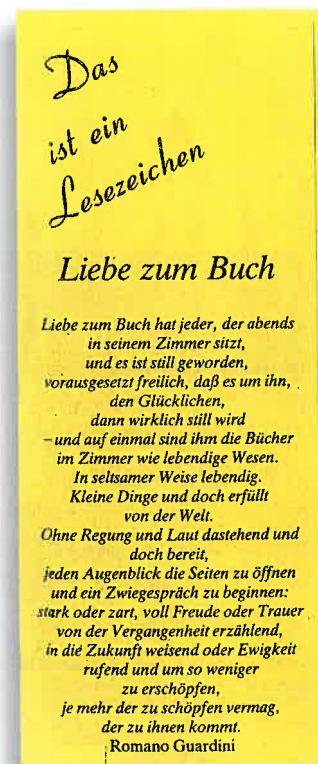 Das
ist ein
Lesezeichen
Liebe zum Buch
Liebe zum Buch hat jeder, der abends
in seinem Zimmer sitzt,
und es ist still geworden,
vorausgesetzt freilich, daß es um ihn,
den Glücklichen,
dann wirklich still wird
– und auf einmal sind ihm die Bücher
im Zimmer wie lebendige Wesen.
In seltsamer Weise lebendig.
Kleine Dinge und doch erfüllt
von der Welt.
Ohne Regung und Laut dastehend und
doch bereit,
jeden Augenblick die Seiten zu öffnen
und ein Zwiegespräch zu beginnen:
stark oder zart, voll Freude oder Trauer
von der Vergangenheit erzählend,
in die Zukunft weisend oder Ewigkeit
rufend und um so weniger
zu erschöpfen,
je mehr der zu schöpfen vermag,
der zu ihnen kommt.
Romano Guardini